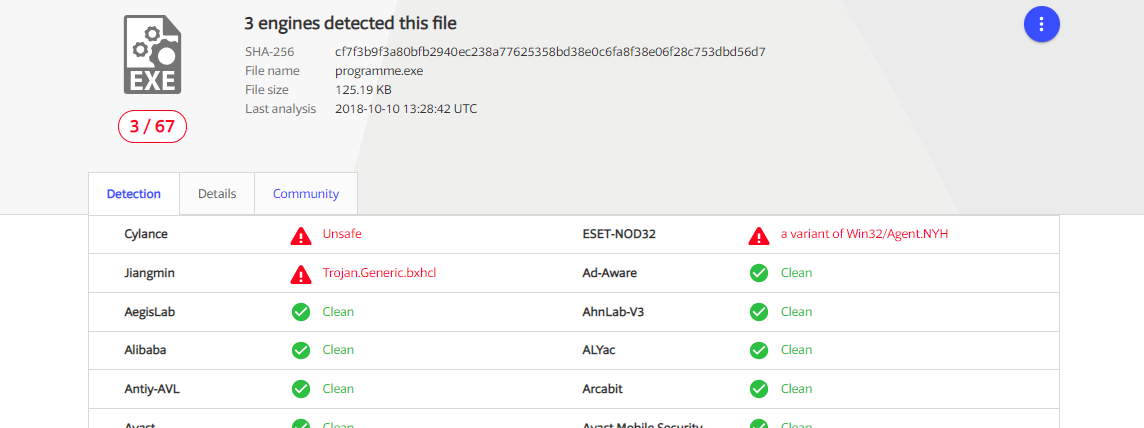 3 engines detected this file
SHA-256 cf7f3b9f3a80bfb2940ec238a77625358bd38e0c6fa8f38e06f28c753dbd56d7
File name programme.exe
File size 125.19 KB
Last analysis 2018-10-10 13:28:42 UTC
EXE
3 / 67
Detection Details Community
Cylance Unsafe ESET-NOD32 a variant of Win32/Agent.NYH
Jiangmin Trojan.Generic.bxhcl Ad-Aware Clean
AegisLab Clean AhnLab-V3 Clean
Alibaba Clean ALYac Clean
Antiy-AVL Clean Arcabit Clean
Avast Clean Avast Mobile Security Clean